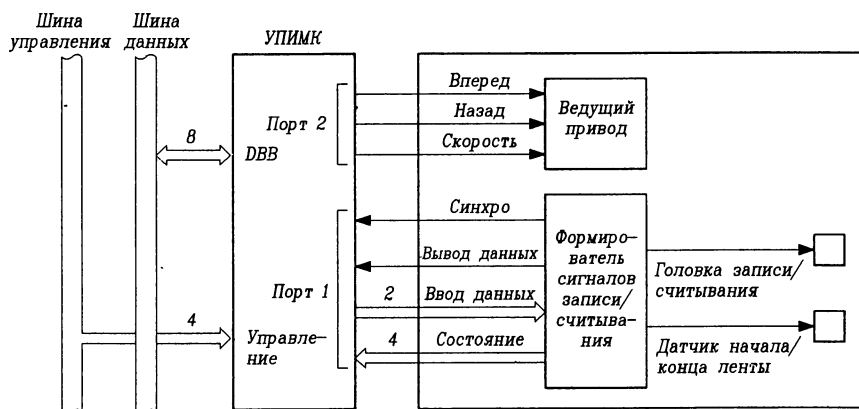 Шина
управления
Шина
данных
УПИМК
Вперед
Назад
Скорость
Порт 2
8
DBB
Ведущий
привод
Синхро
Вывод данных
2
Ввод данных
4
Состояние
Порт 1
4
Управле-
ние
Формиро-
ватель
сигналов
записи/
считыва-
ния
Головка записи/
считывания
Датчик начала/
конца ленты